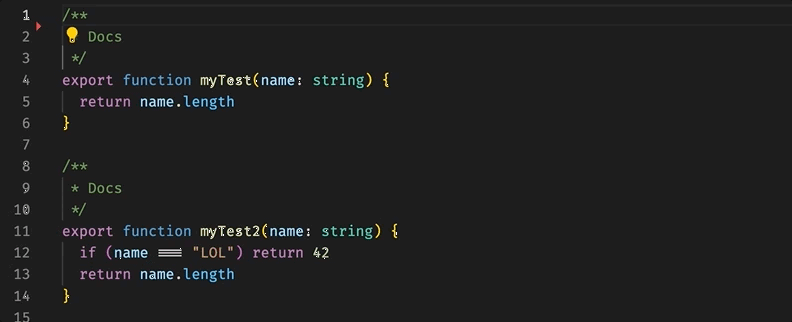 1 /**
2 Docs
3 */
4 export function myTest(name: string) {
5 return name.length
6 }
7
8 /**
9 * Docs
10 */
11 export function myTest2(name: string) {
12 if (name === "LOL") return 42
13 return name.length
14 }
15